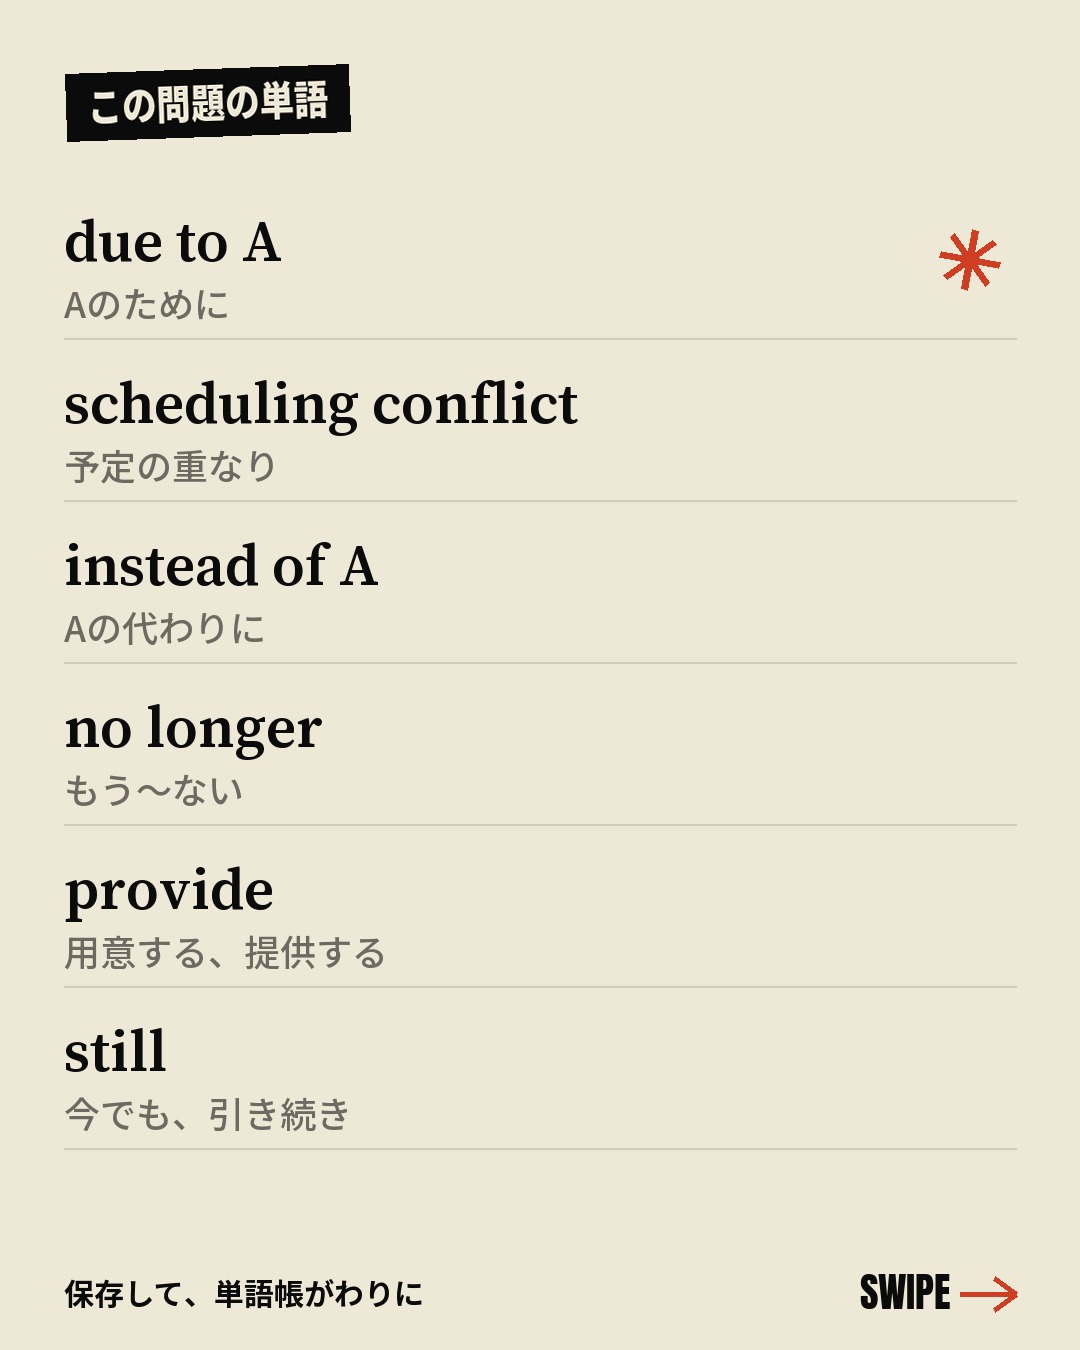 この問題の単語
due to A
Aのために
scheduling conflict
予定の重なり
instead of A
Aの代わりに
no longer
もう〜ない
provide
用意する、提供する
still
今でも、引き続き
保存して、単語帳がわりに
SWIPE